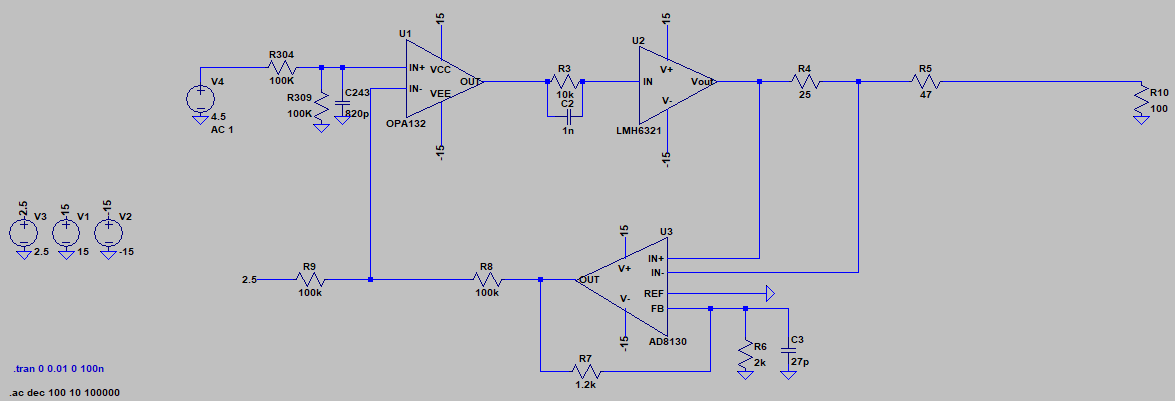 15
15
U1
U2
R304
100K
V4
4.5
AC 1
R309
100K
C243
820p
IN+
VCC
IN-
OUT
VEE
OPA132
-15
R3
10k
C2
1n
V+
IN
Vout
V-
LMH6321
-15
R4
25
R5
47
R10
100
2.5
V3
2.5
15
V1
15
15
V2
-15
15
U3
IN+
V+
IN-
OUT
REF
V-
FB
AD8130
-15
2.5
R9
100k
R8
100k
R7
1.2k
R6
2k
C3
27p
.tran 0 0.01 0 100n
.ac dec 100 10 100000